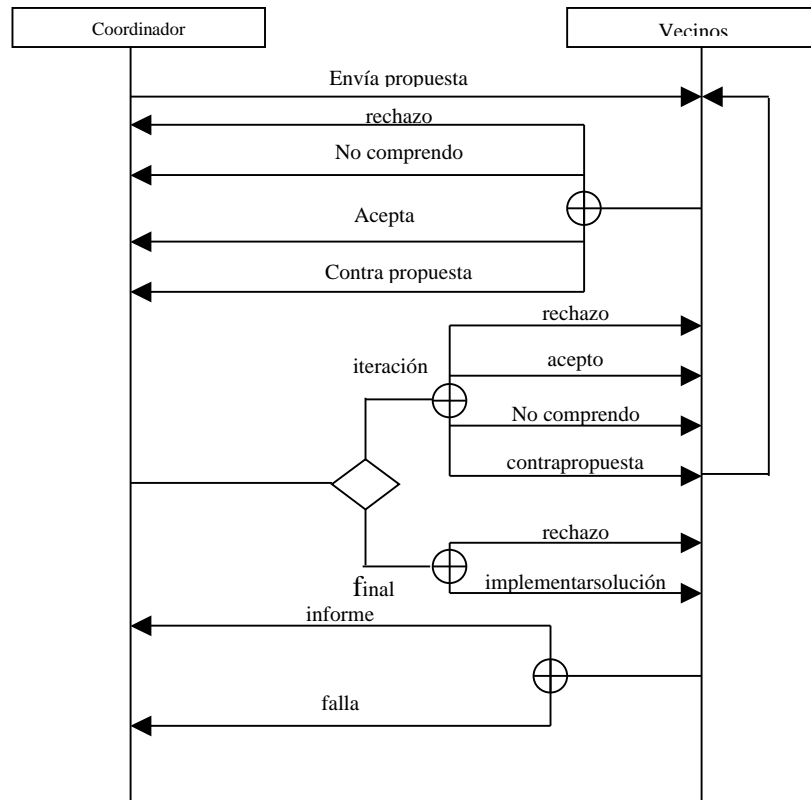 Coordinador
Vecinos
Envía propuesta
rechazo
No comprendo
Acepta
Contra propuesta
rechazo
iteración
acepto
No comprendo
contrapropuesta
rechazo
final
implementarsolución
informe
falla